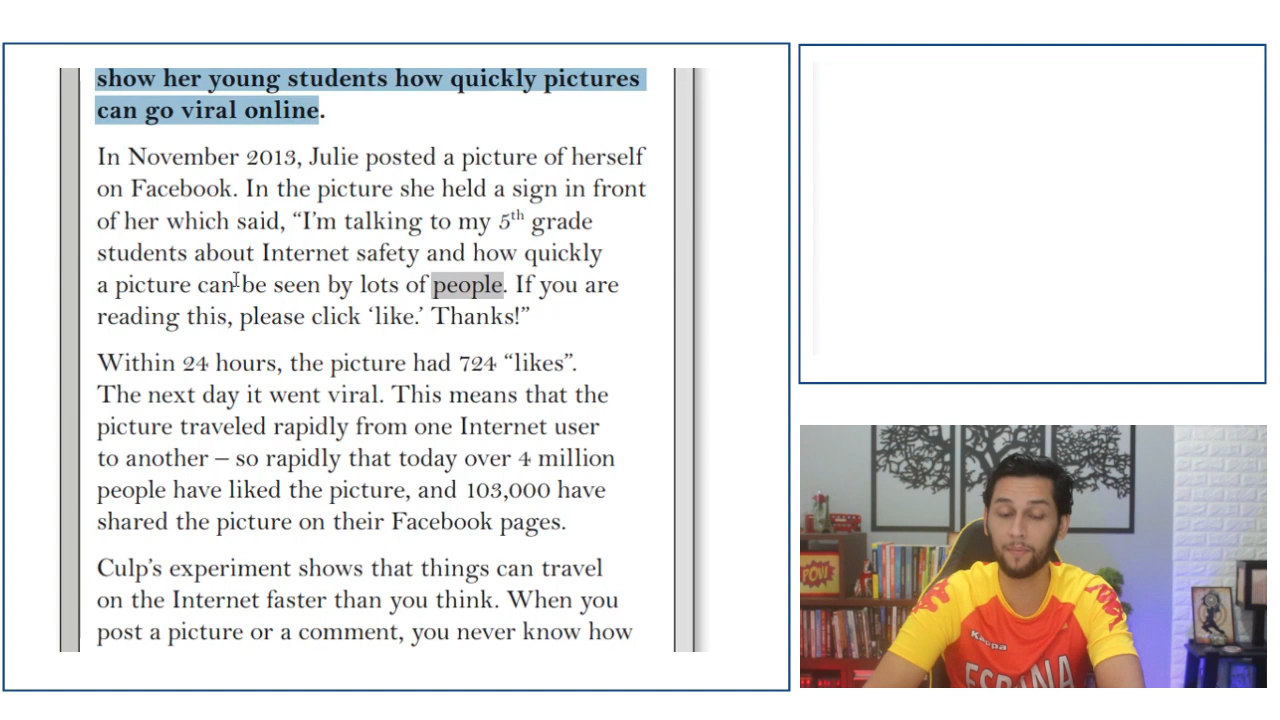 show her young students how quickly pictures
can go viral online.
In November 2013, Julie posted a picture of herself
on Facebook. In the picture she held a sign in front
of her which said, “I’m talking to my 5th grade
students about Internet safety and how quickly
a picture can be seen by lots of people. If you are
reading this, please click ‘like.’ Thanks!”
Within 24 hours, the picture had 724 “likes”.
The next day it went viral. This means that the
picture traveled rapidly from one Internet user
to another – so rapidly that today over 4 million
people have liked the picture, and 103,000 have
shared the picture on their Facebook pages.
Culp’s experiment shows that things can travel
on the Internet faster than you think. When you
post a picture or a comment, you never know how
POW!
Kappa
ESPANA